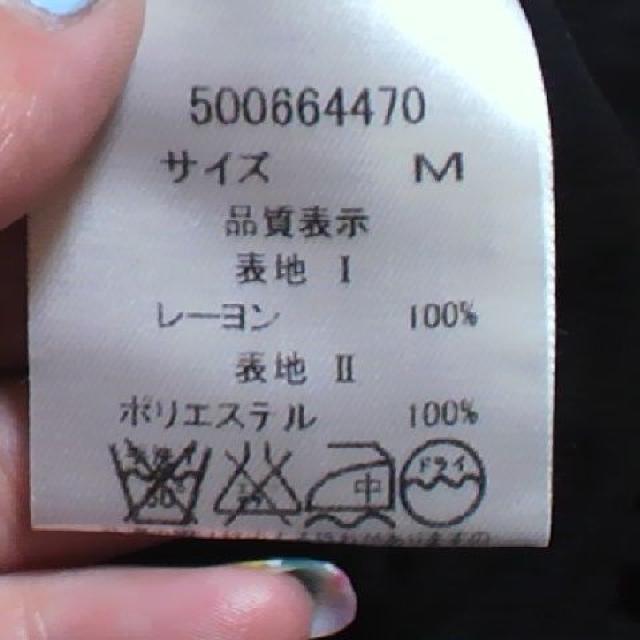 500664470
サイズ M
品質表示
表地 Ⅰ
レーヨン 100%
表地 Ⅱ
ポリエステル 100%
中 ドライ